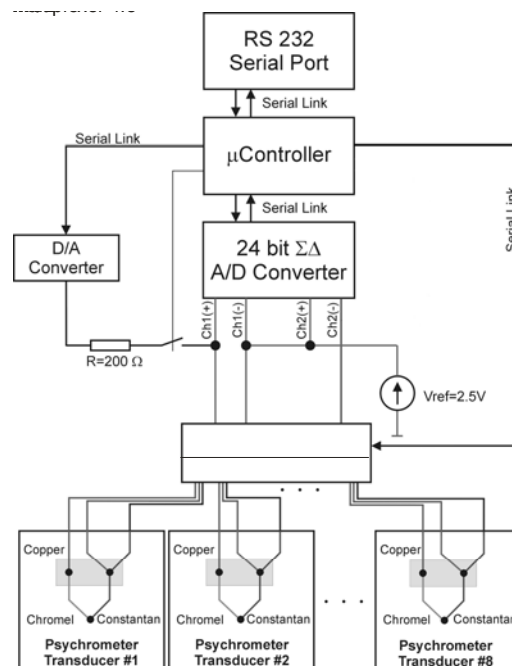 RS 232
Serial Port
Serial Link
Serial Link
μController
Serial Link
Serial Link
D/A
Converter
24 bit ΣΔ
A/D Converter
Ch1(+)
Ch1(-)
Ch2(+)
Ch2(-)
R=200 Ω
Vref=2.5V
. . .
Copper
Copper
Copper
. . .
Chromel
Constantan
Chromel
Constantan
Chromel
Constantan
Psychrometer
Transducer #1
Psychrometer
Transducer #2
Psychrometer
Transducer #8